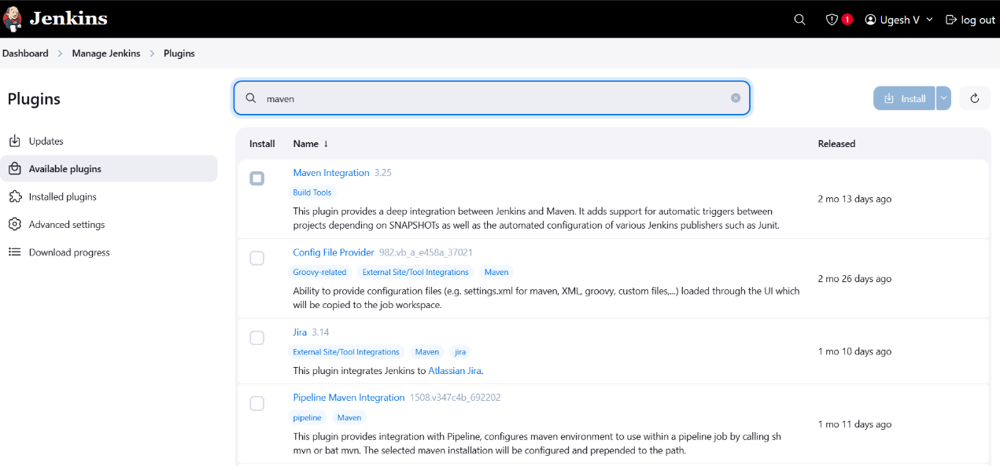 Jenkins
1
Ugesh V
log out
Dashboard > Manage Jenkins > Plugins
Plugins
maven
Install
Updates
Available plugins
Installed plugins
Advanced settings
Download progress
Install Name ↓ Released
Maven Integration 3.25
Build Tools
This plugin provides a deep integration between Jenkins and Maven. It adds support for automatic triggers between
projects depending on SNAPSHOTs as well as the automated configuration of various Jenkins publishers such as Junit.
2 mo 13 days ago
Config File Provider 982.vb_a_e458a_37021
Groovy-related External Site/Tool Integrations Maven
Ability to provide configuration files (e.g. settings.xml for maven, XML, groovy, custom files,...) loaded through the UI which
will be copied to the job workspace.
2 mo 26 days ago
Jira 3.14
External Site/Tool Integrations Maven jira
This plugin integrates Jenkins to Atlassian Jira.
1 mo 10 days ago
Pipeline Maven Integration 1508.v347c4b_692202
pipeline Maven
This plugin provides integration with Pipeline, configures maven environment to use within a pipeline job by calling sh
mvn or bat mvn. The selected maven installation will be configured and prepended to the path.
1 mo 11 days ago